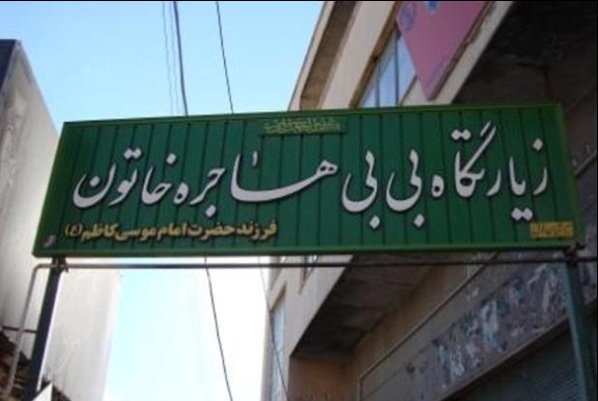 زیارتگاه بی بی هاجره خاتون
فرزند حضرت امام موسی کاظم (ع)